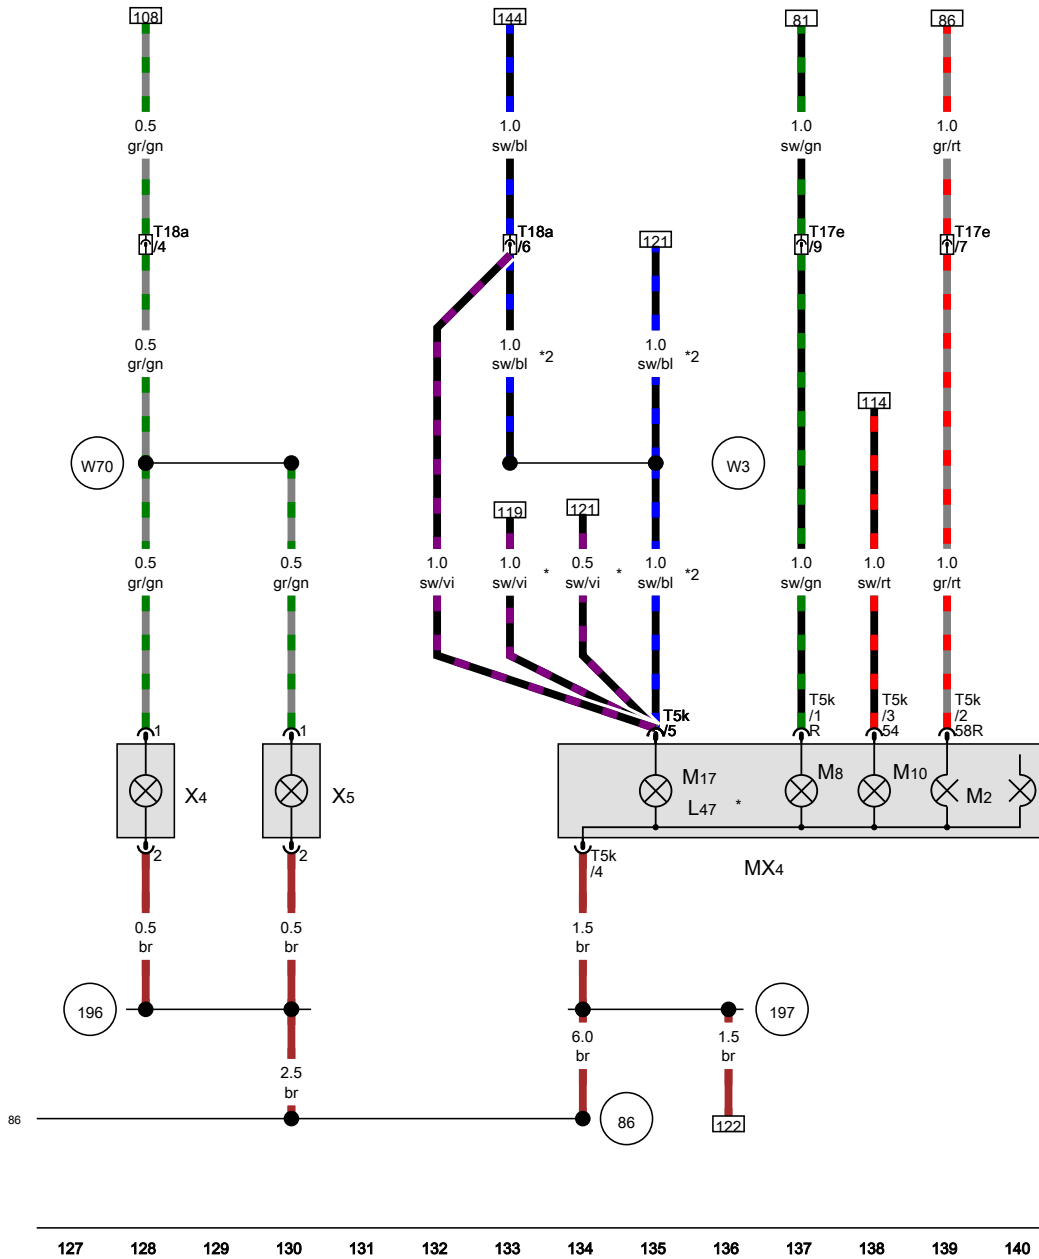 108
144
81
86
0.5
gr/gn
1.0
sw/bl
1.0
sw/gn
1.0
gr/rt
T18a
/4
T18a
/6
121
T17e
/9
T17e
/7
0.5
gr/gn
1.0
sw/bl *2
1.0
sw/bl *2
114
W70
W3
119
121
0.5
gr/gn
0.5
gr/gn
1.0
sw/vi
1.0
sw/vi *
0.5
sw/vi *
1.0
sw/bl *2
1.0
sw/gn
1.0
sw/rt
1.0
gr/rt
1
1
T5k
/5
T5k
/1
R
T5k
/3
54
T5k
/2
58R
X4
X5
M17
L47 *
M8
M10
M2
2
2
T5k
/4
MX4
0.5
br
0.5
br
1.5
br
196
197
2.5
br
6.0
br
1.5
br
86
86
122
127 128 129 130 131 132 133 134 135 136 137 138 139 140